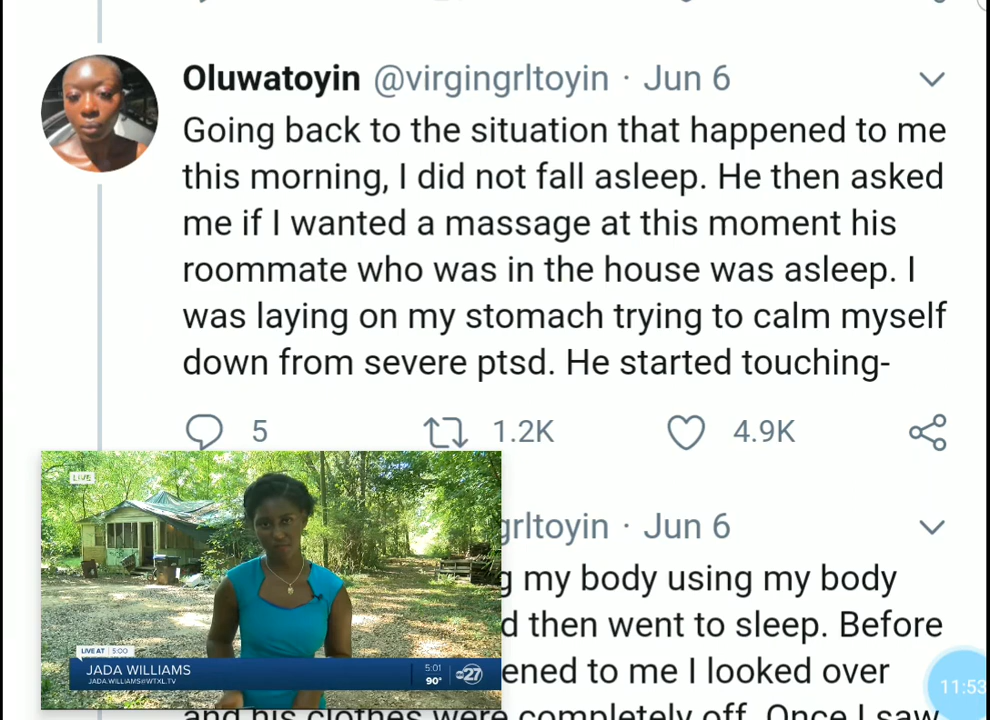 Oluwatoyin @virgingrltoyin · Jun 6
Going back to the situation that happened to me
this morning, I did not fall asleep. He then asked
me if I wanted a massage at this moment his
roommate who was in the house was asleep. I
was laying on my stomach trying to calm myself
down from severe ptsd. He started touching-
5 1.2K 4.9K
grltoyin · Jun 6
g my body using my body
d then went to sleep. Before
ened to me I looked over
and his clothes were completely off. Once I saw
LIVE
LIVE AT 5:00
JADA WILLIAMS
JADA.WILLIAMS@WTXL.TV
5:01
90°
abc 27
11:53